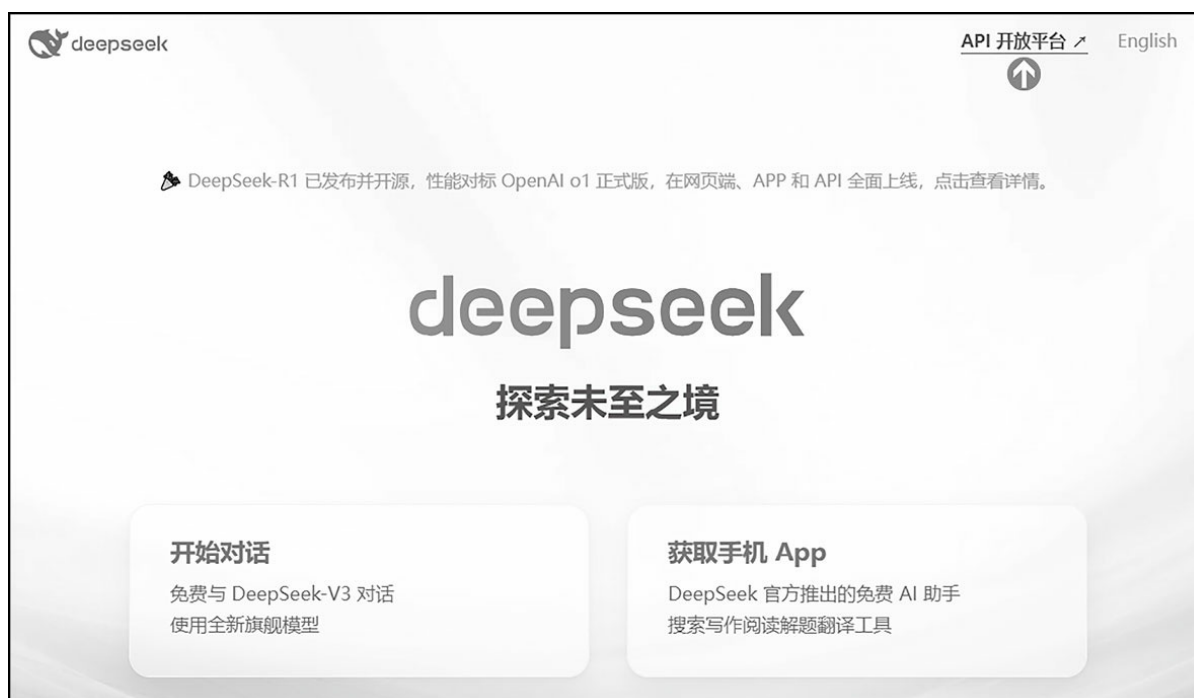 deepseek
API 开放平台 ↗ English
DeepSeek-R1 已发布并开源，性能对标 OpenAI o1 正式版，在网页端、APP 和 API 全面上线，点击查看详情。
deepseek
探索未至之境
开始对话
免费与 DeepSeek-V3 对话
使用全新旗舰模型
获取手机 App
DeepSeek 官方推出的免费 AI 助手
搜索写作阅读解题翻译工具